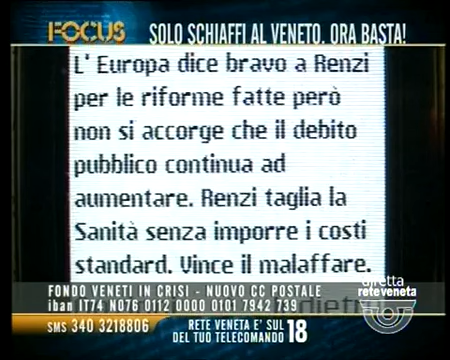 FOCUS SOLO SCHIAFFI AL VENETO. ORA BASTA!
L' Europa dice bravo a Renzi
per le riforme fatte però
non si accorge che il debito
pubblico continua ad
aumentare. Renzi taglia la
Sanità senza imporre i costi
standard. Vince il malaffare.
diretta
reteveneta
FONDO VENETI IN CRISI - NUOVO CC POSTALE
iban IT74 N076 0112 0000 0101 7942 739
dietro
SMS 340 3218806
RETE VENETA E' SUL
DEL TUO TELECOMANDO 18